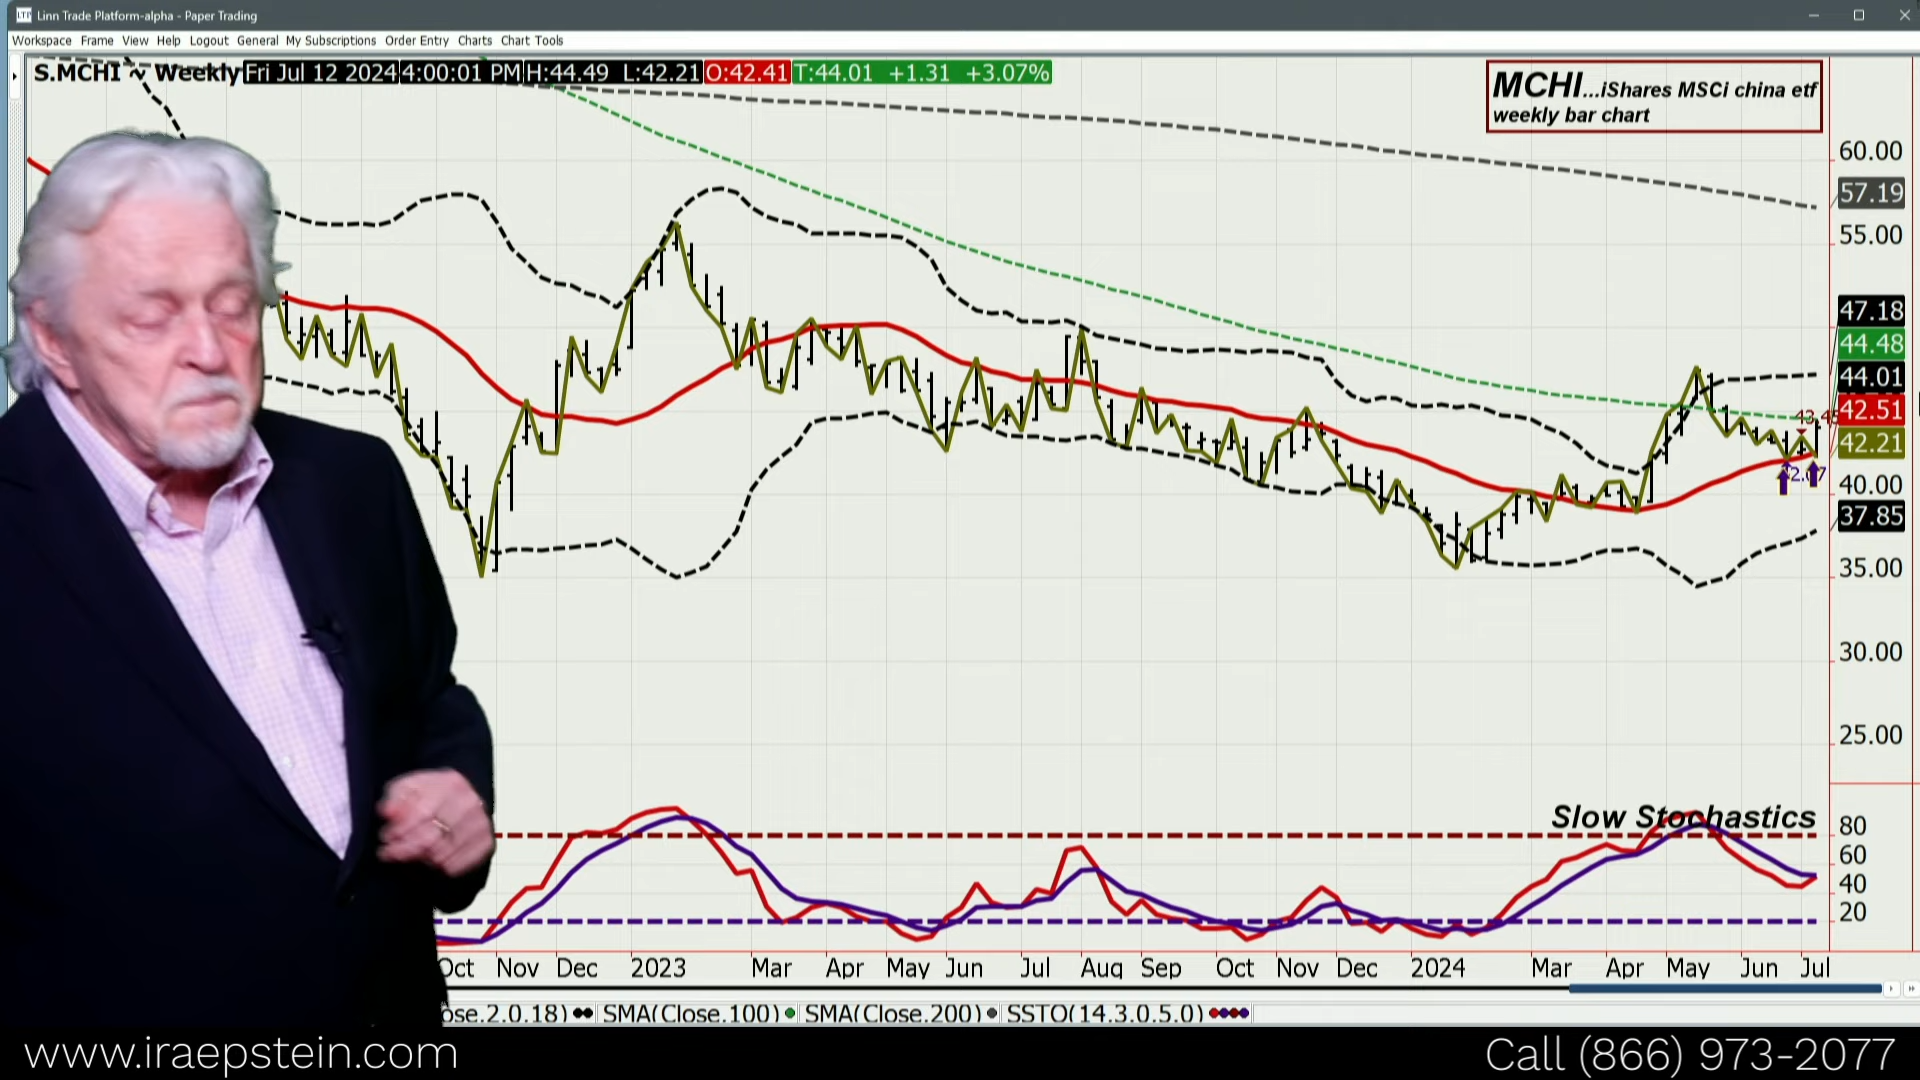 LTP Linn Trade Platform-alpha - Paper Trading
Workspace Frame View Help Logout General My Subscriptions Order Entry Charts Chart Tools
S.MCHI ~ Weekly Fri Jul 12 2024 4:00:01 PM H:44.49 L:42.21 O:42.41 T:44.01 +1.31 +3.07%
MCHI...iShares MSCi china etf
weekly bar chart
60.00
57.19
55.00
47.18
44.48
44.01
42.51
42.21
40.00
37.85
35.00
30.00
25.00
Slow Stochastics
80
60
40
20
Oct Nov Dec 2023 Mar Apr May Jun Jul Aug Sep Oct Nov Dec 2024 Mar Apr May Jun Jul
ose.2.0.18) SMA(Close.100) SMA(Close.200) SSTO(14.3.0.5.0)
www.iraepstein.com
Call (866) 973-2077